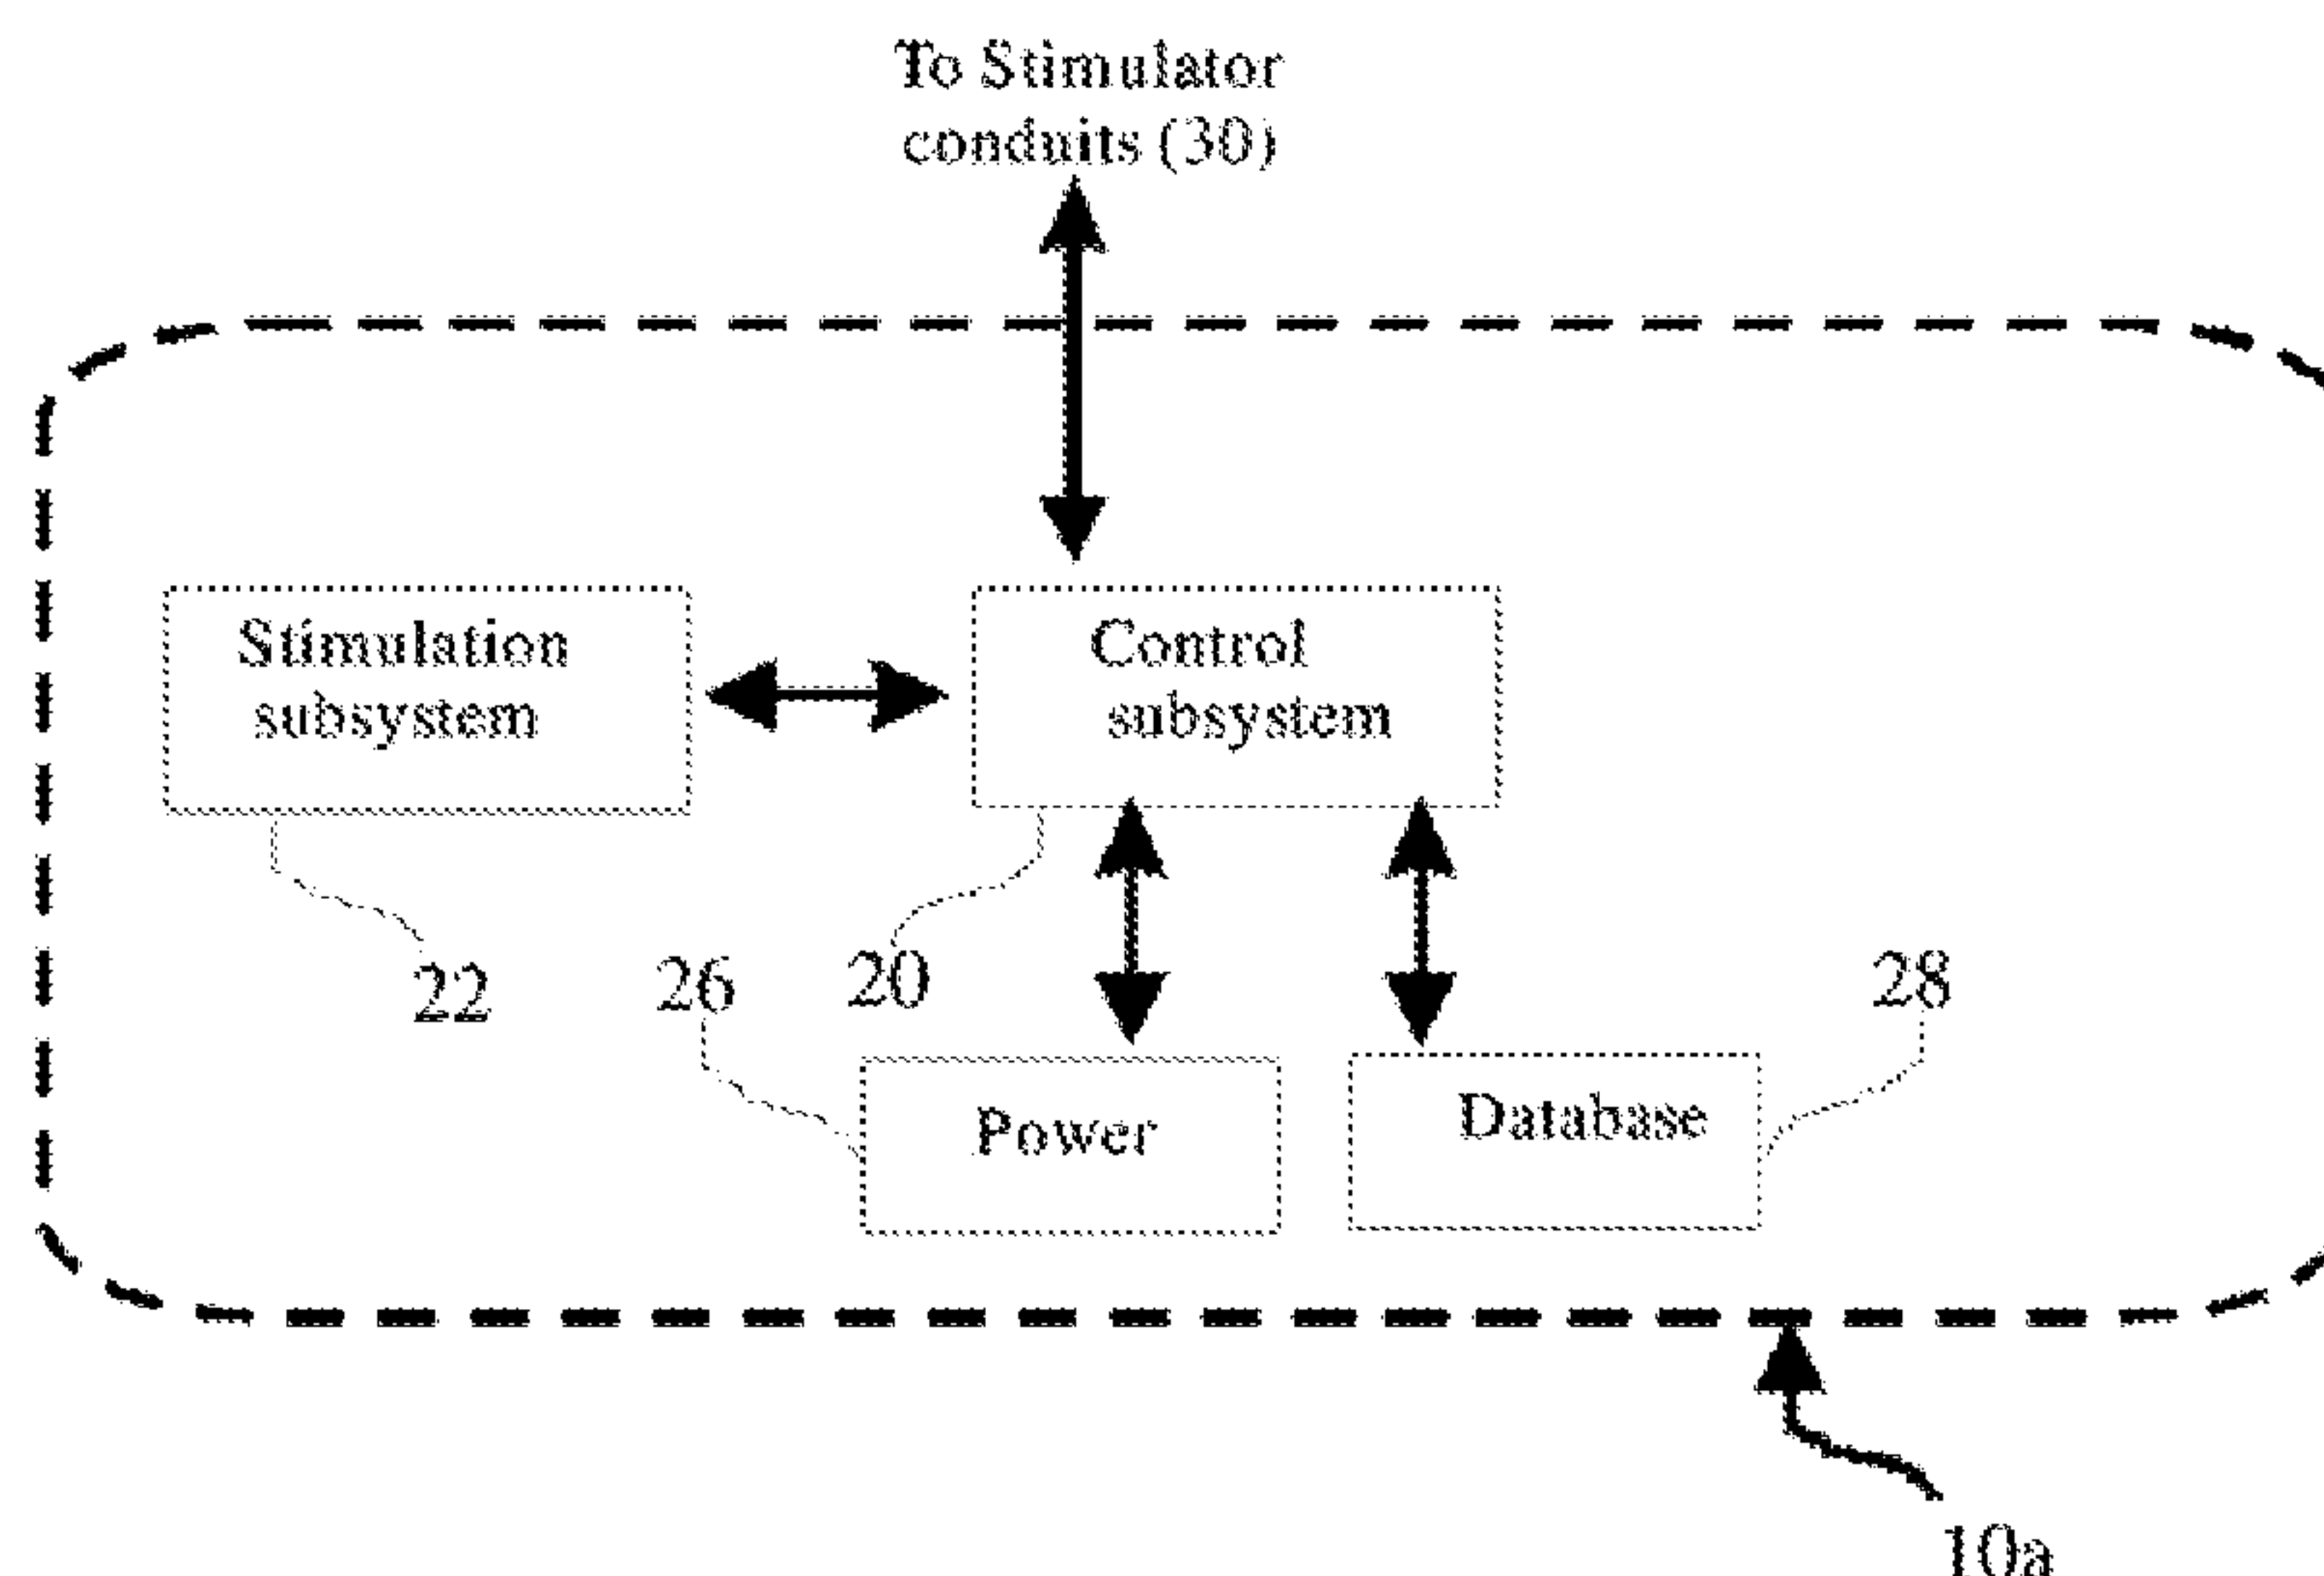 To Stimulator
conduits (30)
Stimulation
subsystem
Control
subsystem
22
26
20
28
Power
Database
10a